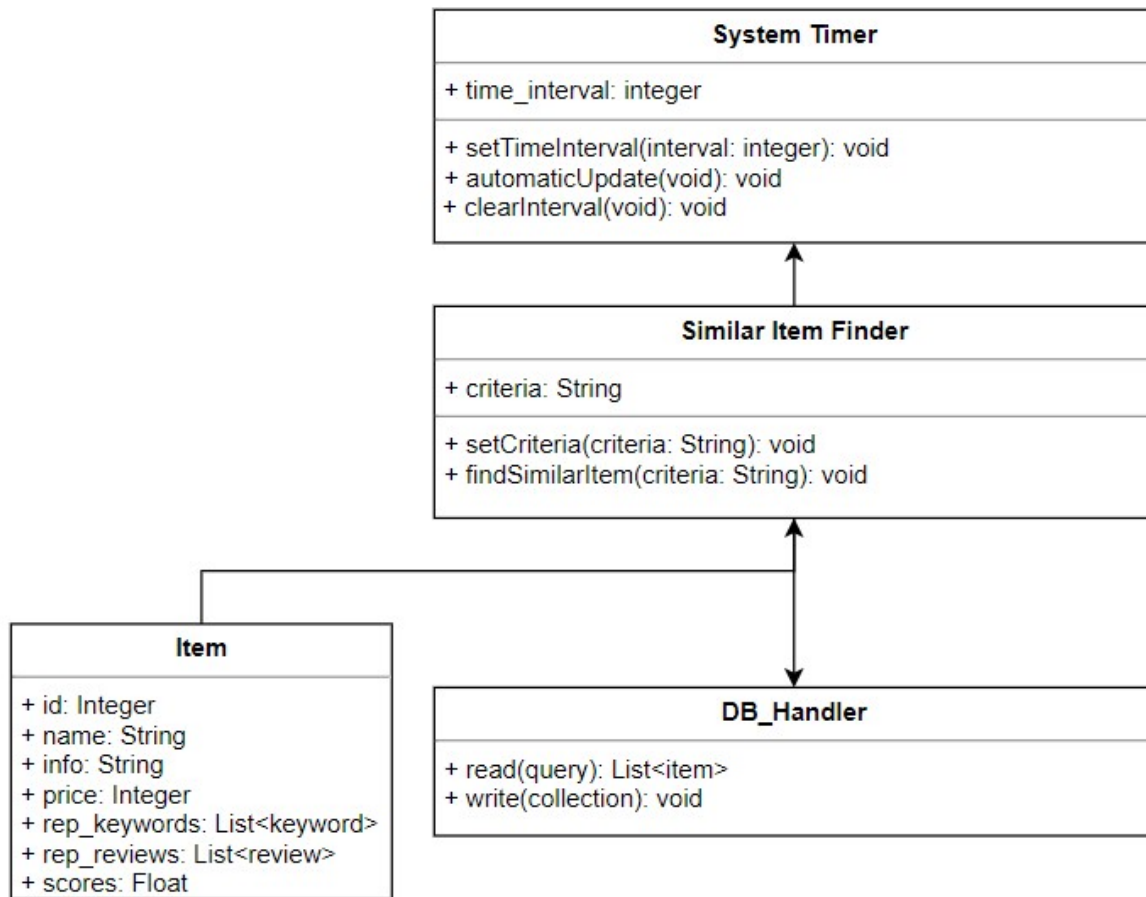 System Timer
+ time_interval: integer
+ setTimeInterval(interval: integer): void
+ automaticUpdate(void): void
+ clearInterval(void): void
Similar Item Finder
+ criteria: String
+ setCriteria(criteria: String): void
+ findSimilarItem(criteria: String): void
Item
+ id: Integer
+ name: String
+ info: String
+ price: Integer
+ rep_keywords: List<keyword>
+ rep_reviews: List<review>
+ scores: Float
DB_Handler
+ read(query): List<item>
+ write(collection): void